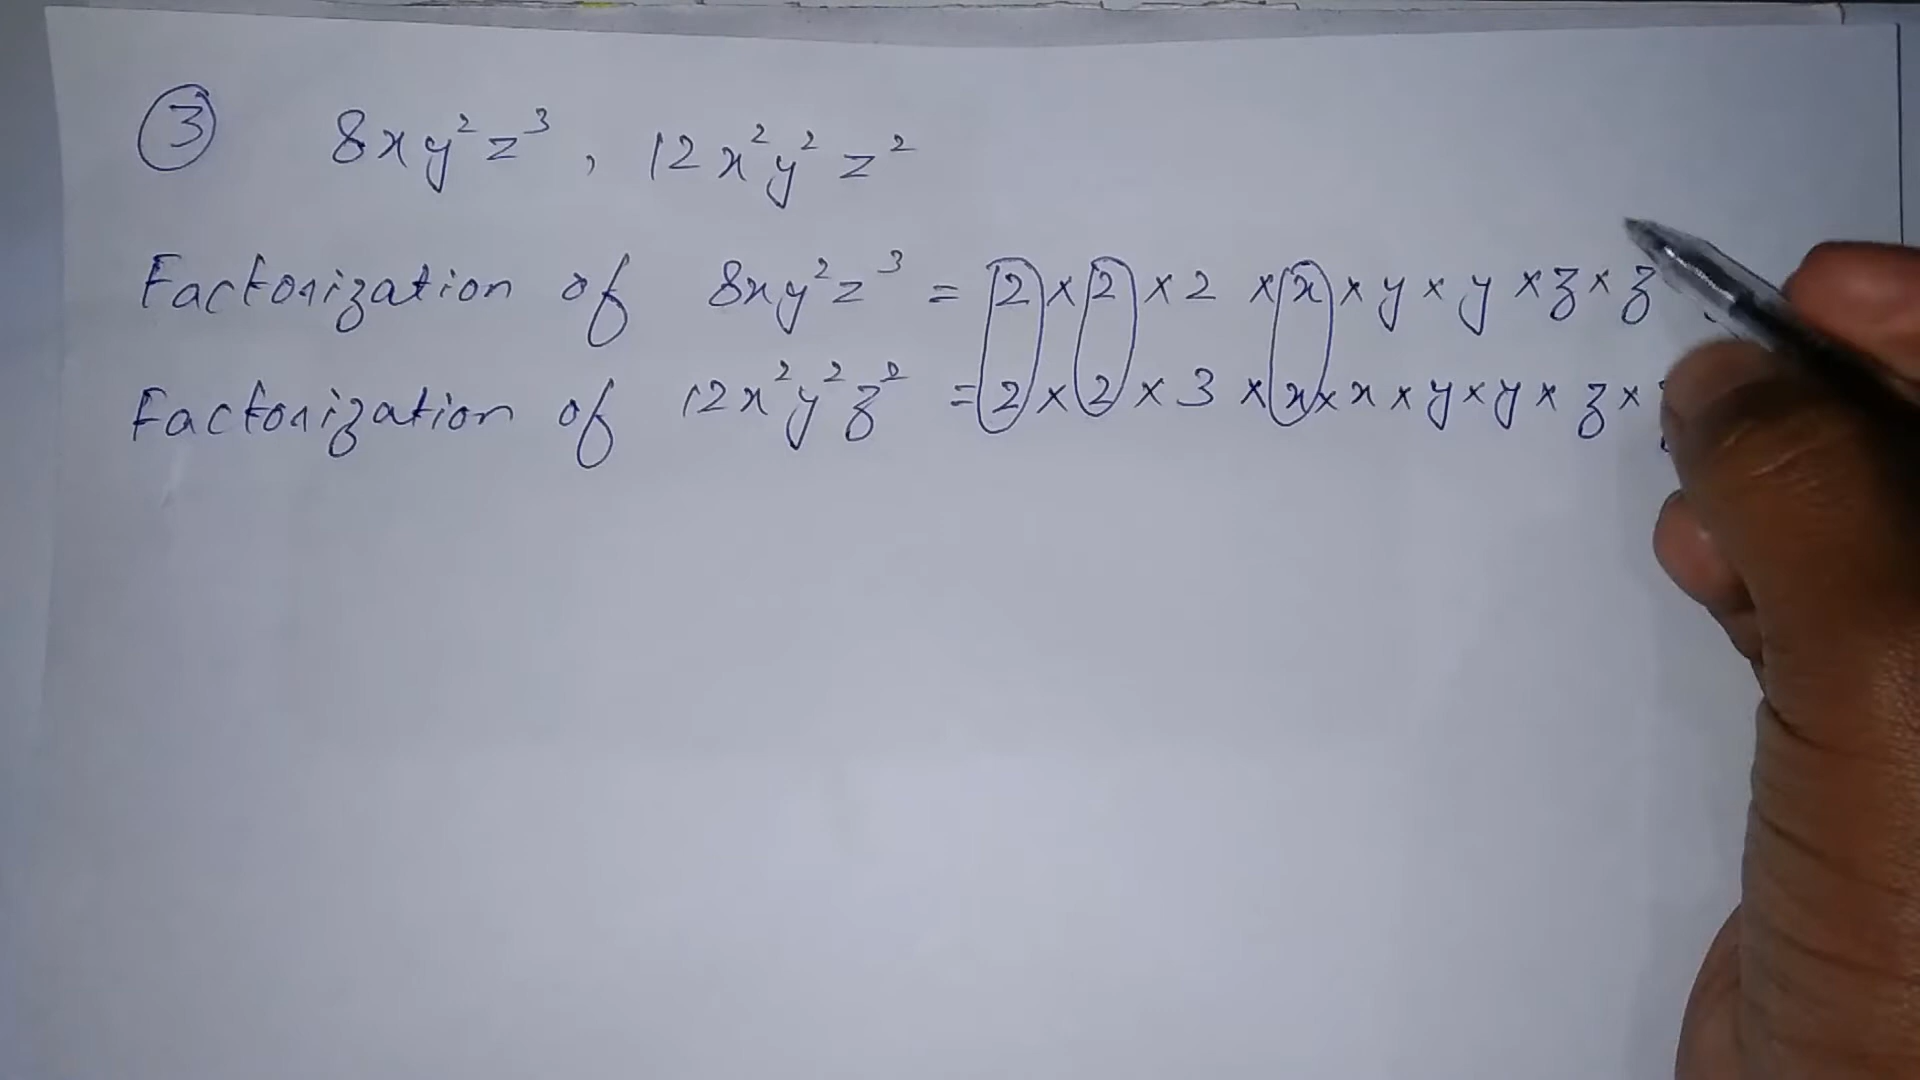 ③ 8xy²z³, 12x²y²z²
Factorization of 8xy²z³ = 2 × 2 × 2 × x × y × y × z × z
Factorization of 12x²y²z² = 2 × 2 × 3 × x × x × y × y × z ×